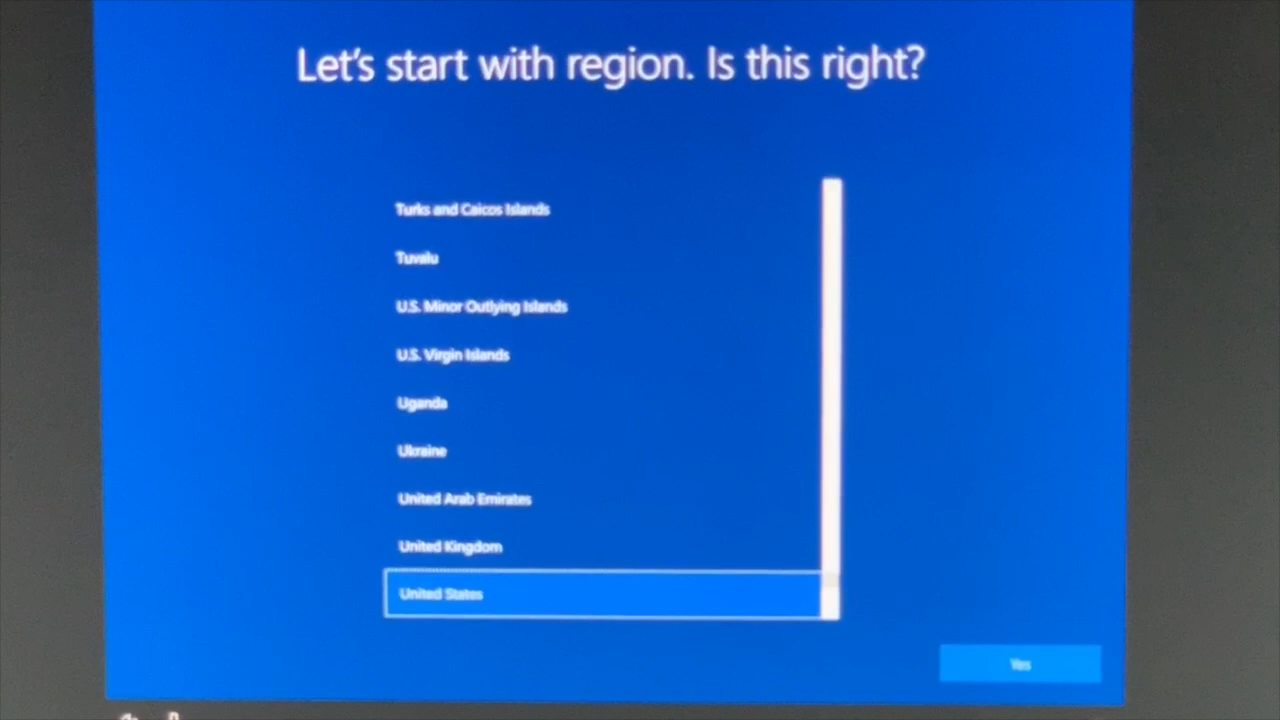 Let's start with region. Is this right?
Turks and Caicos Islands
Tuvalu
U.S. Minor Outlying Islands
U.S. Virgin Islands
Uganda
Ukraine
United Arab Emirates
United Kingdom
United States
Yes